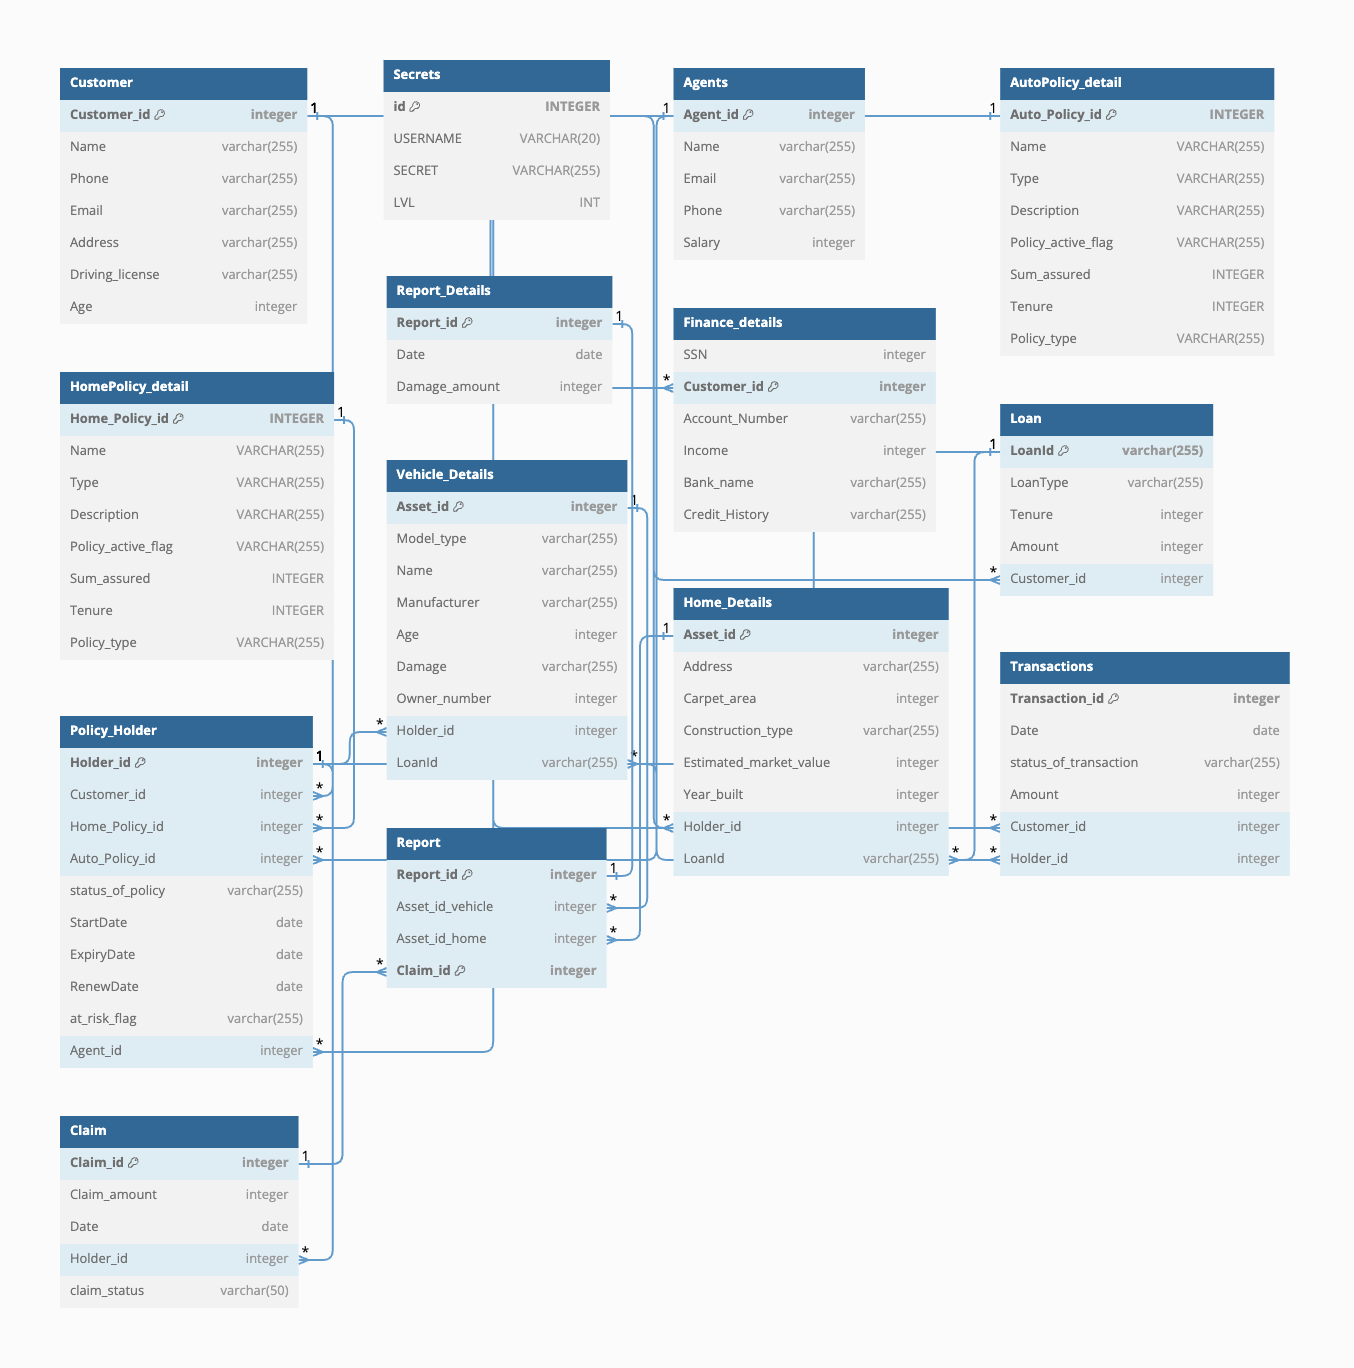 Customer
Customer_id integer
Name varchar(255)
Phone varchar(255)
Email varchar(255)
Address varchar(255)
Driving_license varchar(255)
Age integer
1
Secrets
id INTEGER
USERNAME VARCHAR(20)
SECRET VARCHAR(255)
LVL INT
Agents
1
Agent_id integer
Name varchar(255)
Email varchar(255)
Phone varchar(255)
Salary integer
AutoPolicy_detail
1
Auto_Policy_id INTEGER
Name VARCHAR(255)
Type VARCHAR(255)
Description VARCHAR(255)
Policy_active_flag VARCHAR(255)
Sum_assured INTEGER
Tenure INTEGER
Policy_type VARCHAR(255)
Report_Details
Report_id integer
1
Date date
Damage_amount integer
Finance_details
SSN integer
*
Customer_id integer
Account_Number varchar(255)
Income integer
Bank_name varchar(255)
Credit_History varchar(255)
HomePolicy_detail
Home_Policy_id INTEGER
1
Name VARCHAR(255)
Type VARCHAR(255)
Description VARCHAR(255)
Policy_active_flag VARCHAR(255)
Sum_assured INTEGER
Tenure INTEGER
Policy_type VARCHAR(255)
Loan
1
LoanId varchar(255)
LoanType varchar(255)
Tenure integer
Amount integer
*
Customer_id integer
Vehicle_Details
Asset_id integer
1
Model_type varchar(255)
Name varchar(255)
Manufacturer varchar(255)
Age integer
Damage varchar(255)
Owner_number integer
*
Holder_id integer
LoanId varchar(255)
*
Home_Details
1
Asset_id integer
Address varchar(255)
Carpet_area integer
Construction_type varchar(255)
Estimated_market_value integer
Year_built integer
*
Holder_id integer
LoanId varchar(255)
*
Transactions
Transaction_id integer
Date date
status_of_transaction varchar(255)
Amount integer
*
Customer_id integer
*
Holder_id integer
Policy_Holder
Holder_id integer
1
Customer_id integer
*
Home_Policy_id integer
*
Auto_Policy_id integer
*
status_of_policy varchar(255)
StartDate date
ExpiryDate date
RenewDate date
at_risk_flag varchar(255)
Agent_id integer
*
Report
Report_id integer
1
Asset_id_vehicle integer
*
Asset_id_home integer
*
*
Claim_id integer
Claim
Claim_id integer
1
Claim_amount integer
Date date
Holder_id integer
*
claim_status varchar(50)